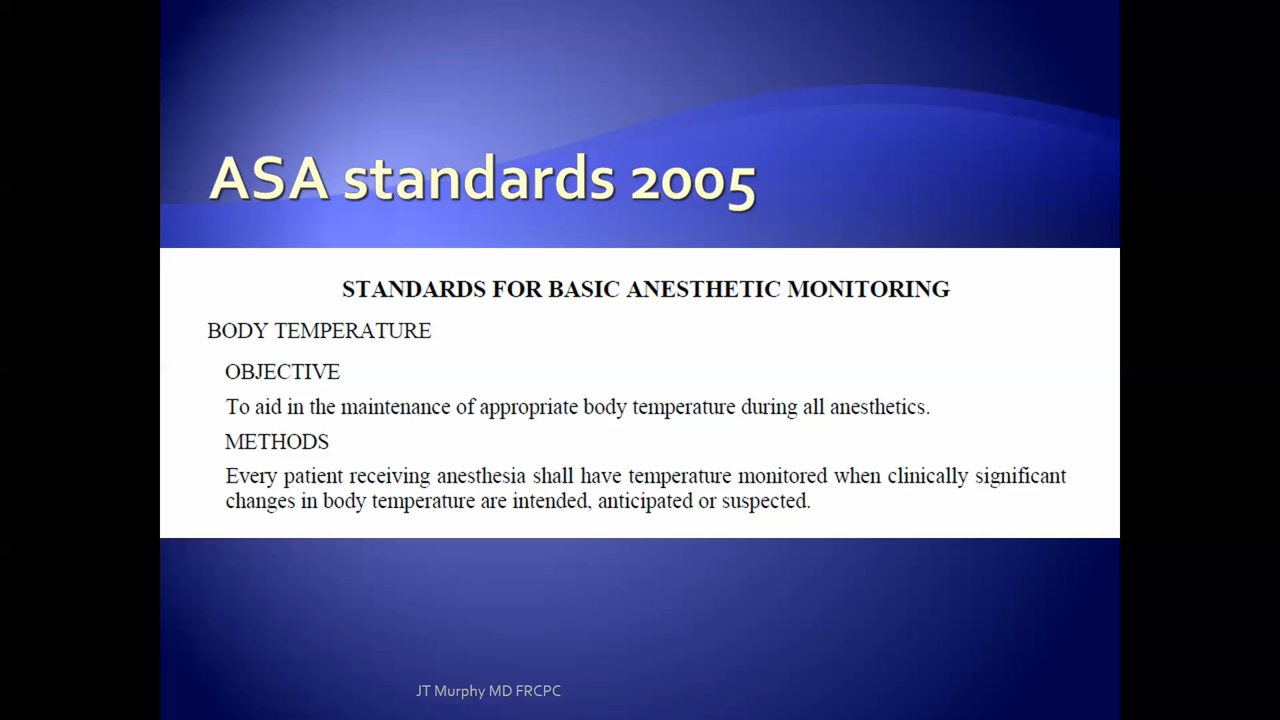 ASA standards 2005
STANDARDS FOR BASIC ANESTHETIC MONITORING
BODY TEMPERATURE
OBJECTIVE
To aid in the maintenance of appropriate body temperature during all anesthetics.
METHODS
Every patient receiving anesthesia shall have temperature monitored when clinically significant
changes in body temperature are intended, anticipated or suspected.
JT Murphy MD FRCPC